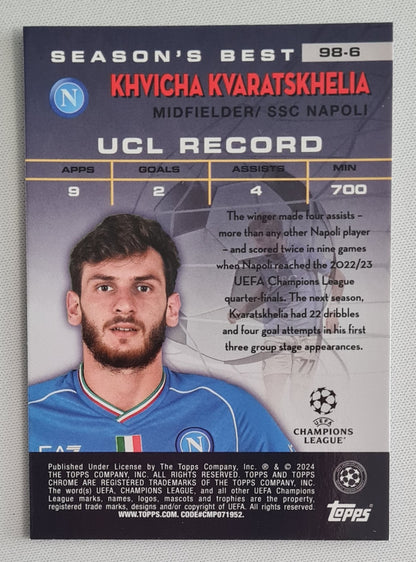 SEASON'S BEST 98-6
N
KHVICHA KVARATSKHELIA
MIDFIELDER/ SSC NAPOLI
UCL RECORD
APPS GOALS ASSISTS MIN
9 2 4 700
The winger made four assists –
more than any other Napoli player
– and scored twice in nine games
when Napoli reached the 2022/23
UEFA Champions League
quarter-finals. The next season,
Kvaratskhelia had 22 dribbles
and four goal attempts in his first
three group stage appearances.
EA7
N
UEFA
CHAMPIONS
LEAGUE
Published Under License by The Topps Company, Inc. ® & © 2024
THE TOPPS COMPANY, INC. ALL RIGHTS RESERVED. TOPPS AND TOPPS
CHROME ARE REGISTERED TRADEMARKS OF THE TOPPS COMPANY, INC.
The word(s) UEFA, CHAMPIONS LEAGUE, and all other UEFA Champions
League marks, names, logos, mascots and trophies are the property,
registered trade marks, designs and/or copyright of UEFA. All rights reserved.
WWW.TOPPS.COM. CODE#CMP071952.
Topps